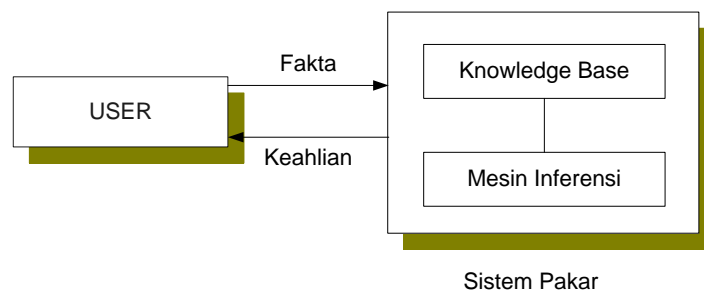 Fakta
Knowledge Base
USER
Keahlian
Mesin Inferensi
Sistem Pakar